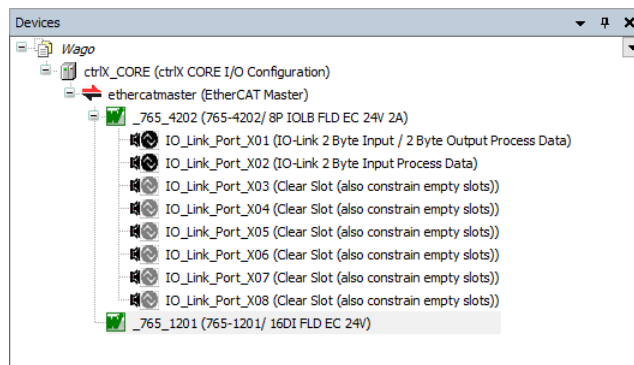 Devices
Wago
ctrlX_CORE (ctrlX CORE I/O Configuration)
ethercatmaster (EtherCAT Master)
_765_4202 (765-4202/ 8P IOLB FLD EC 24V 2A)
IO_Link_Port_X01 (IO-Link 2 Byte Input / 2 Byte Output Process Data)
IO_Link_Port_X02 (IO-Link 2 Byte Input Process Data)
IO_Link_Port_X03 (Clear Slot (also constrain empty slots))
IO_Link_Port_X04 (Clear Slot (also constrain empty slots))
IO_Link_Port_X05 (Clear Slot (also constrain empty slots))
IO_Link_Port_X06 (Clear Slot (also constrain empty slots))
IO_Link_Port_X07 (Clear Slot (also constrain empty slots))
IO_Link_Port_X08 (Clear Slot (also constrain empty slots))
_765_1201 (765-1201/ 16DI FLD EC 24V)